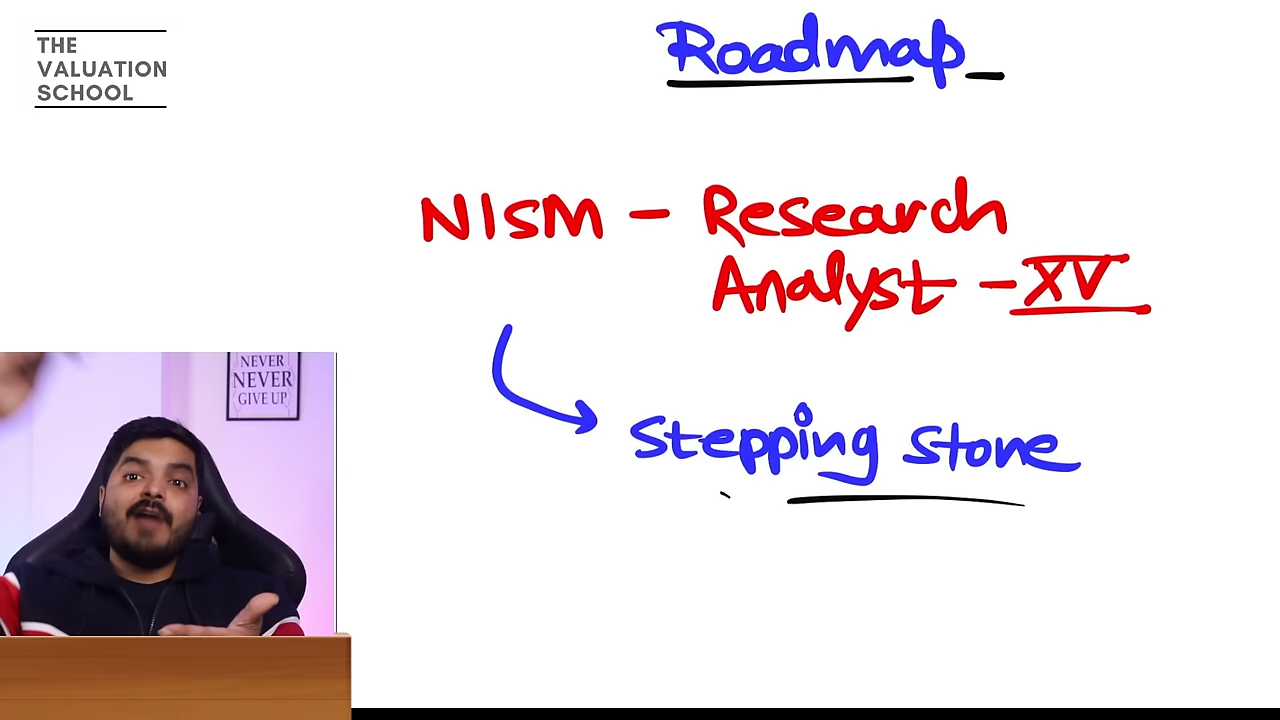 THE
VALUATION
SCHOOL
Roadmap
NISM - Research
Analyst - XV
Stepping Stone
NEVER
NEVER
GIVE UP